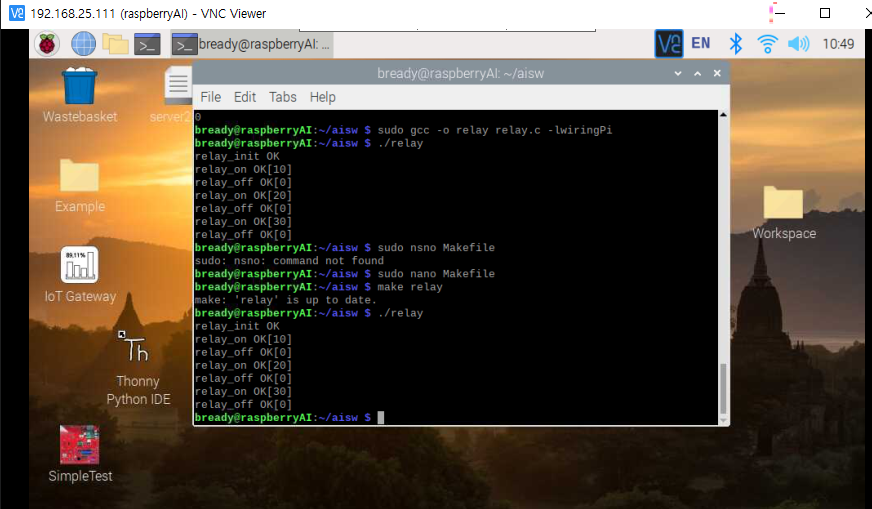 192.168.25.111 (raspberryAI) - VNC Viewer
bready@raspberryAI: ...
EN
10:49
Wastebasket
Example
IoT Gateway
89,11%
Thonny
Python IDE
SimpleTest
Workspace
bready@raspberryAI: ~/aisw
File Edit Tabs Help
0
bready@raspberryAI:~/aisw $ sudo gcc -o relay relay.c -lwiringPi
bready@raspberryAI:~/aisw $ ./relay
relay_init OK
relay_on OK[10]
relay_off OK[0]
relay_on OK[20]
relay_off OK[0]
relay_on OK[30]
relay_off OK[0]
bready@raspberryAI:~/aisw $ sudo nsno Makefile
sudo: nsno: command not found
bready@raspberryAI:~/aisw $ sudo nano Makefile
bready@raspberryAI:~/aisw $ make relay
make: 'relay' is up to date.
bready@raspberryAI:~/aisw $ ./relay
relay_init OK
relay_on OK[10]
relay_off OK[0]
relay_on OK[20]
relay_off OK[0]
relay_on OK[30]
relay_off OK[0]
bready@raspberryAI:~/aisw $